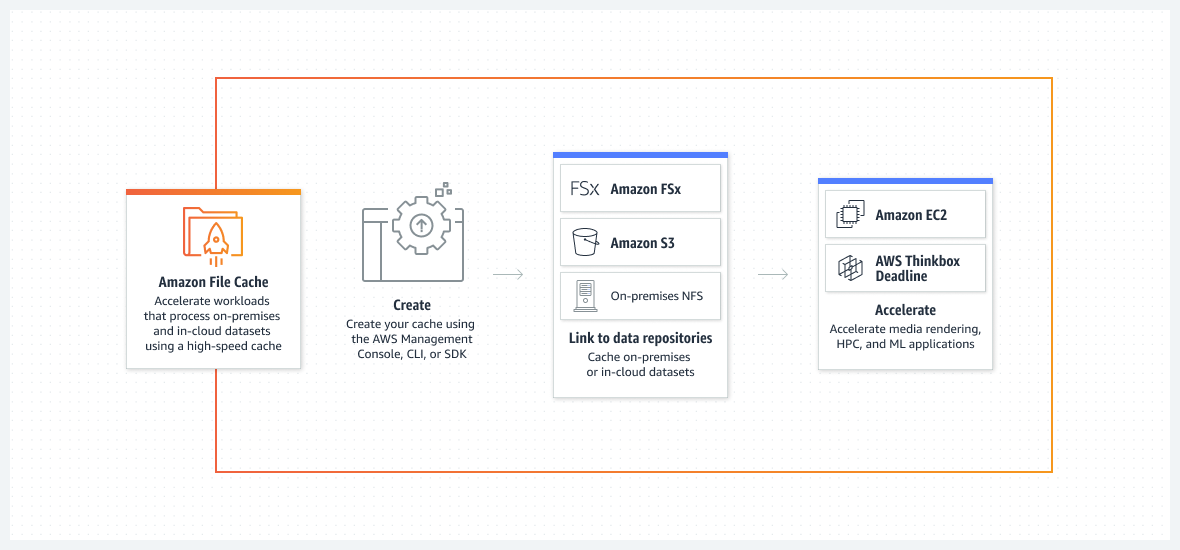 Amazon File Cache
Accelerate workloads
that process on-premises
and in-cloud datasets
using a high-speed cache
Create
Create your cache using
the AWS Management
Console, CLI, or SDK
FSx Amazon FSx
Amazon S3
On-premises NFS
Link to data repositories
Cache on-premises
or in-cloud datasets
Amazon EC2
AWS Thinkbox
Deadline
Accelerate
Accelerate media rendering,
HPC, and ML applications